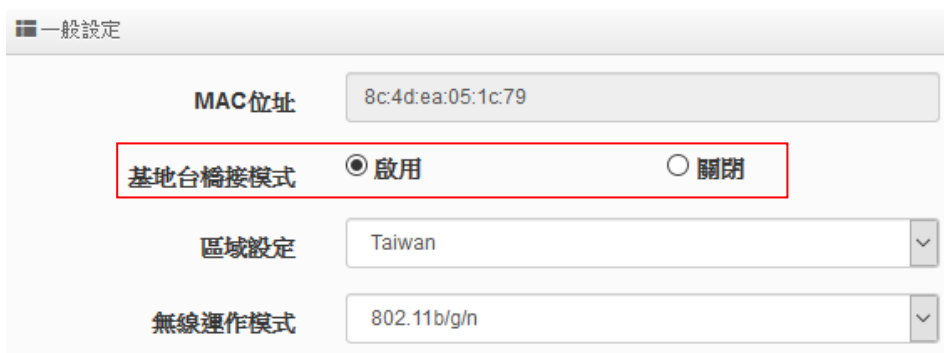 一般設定
MAC位址 8c:4d:ea:05:1c:79
基地台橋接模式 啟用 關閉
區域設定 Taiwan
無線運作模式 802.11b/g/n